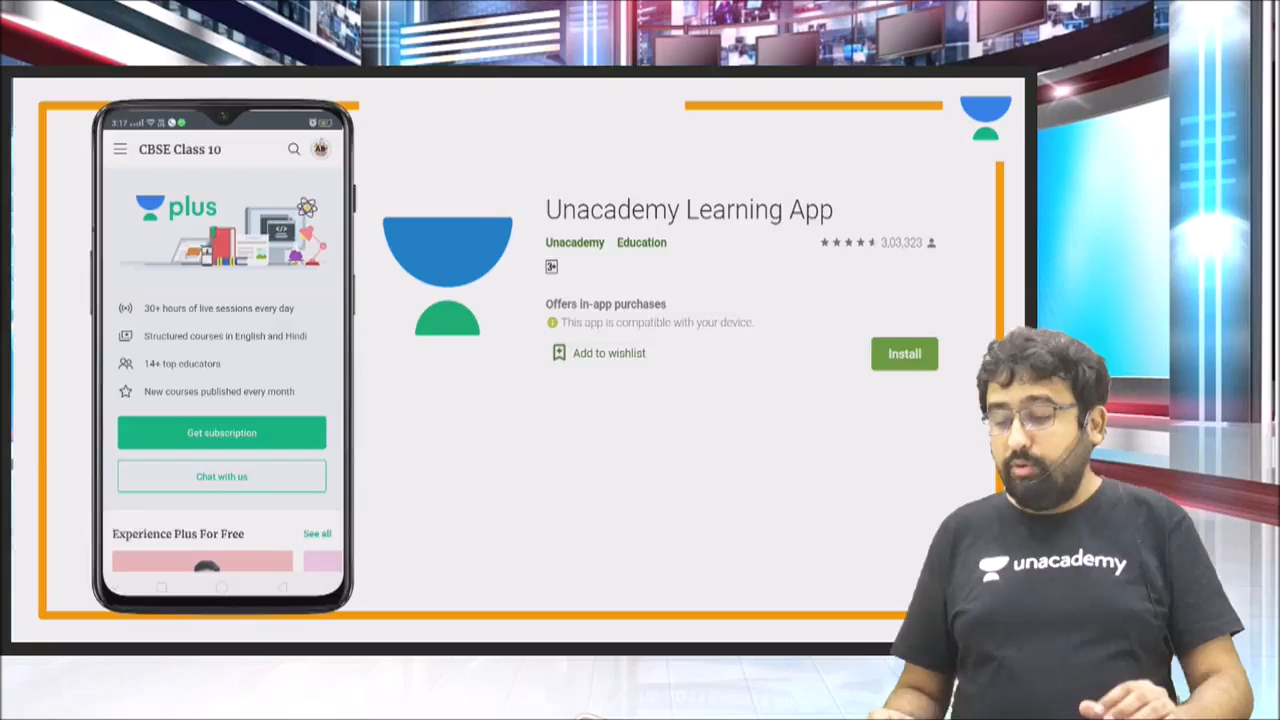 3:17
CBSE Class 10
AB
plus
30+ hours of live sessions every day
Structured courses in English and Hindi
14+ top educators
New courses published every month
Get subscription
Chat with us
Experience Plus For Free
See all
Unacademy Learning App
Unacademy Education
3,03,323
3+
Offers in-app purchases
This app is compatible with your device.
Add to wishlist
Install
unacademy